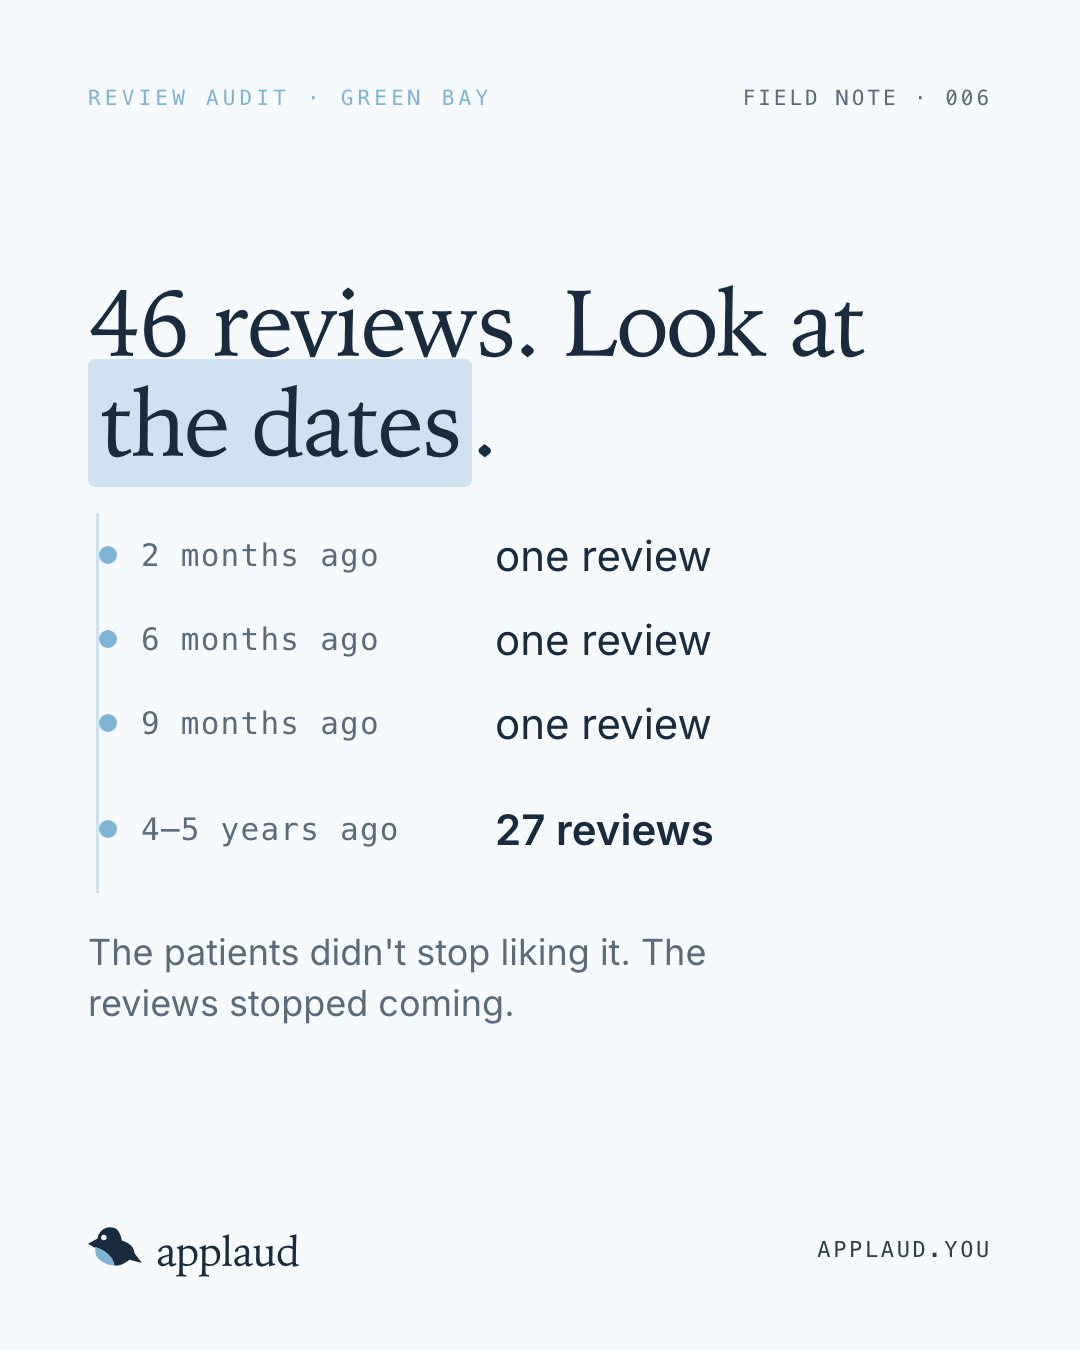 REVIEW AUDIT · GREEN BAY
FIELD NOTE · 006
46 reviews. Look at
the dates.
2 months ago one review
6 months ago one review
9 months ago one review
4–5 years ago 27 reviews
The patients didn't stop liking it. The
reviews stopped coming.
applaud
APPLAUD.YOU